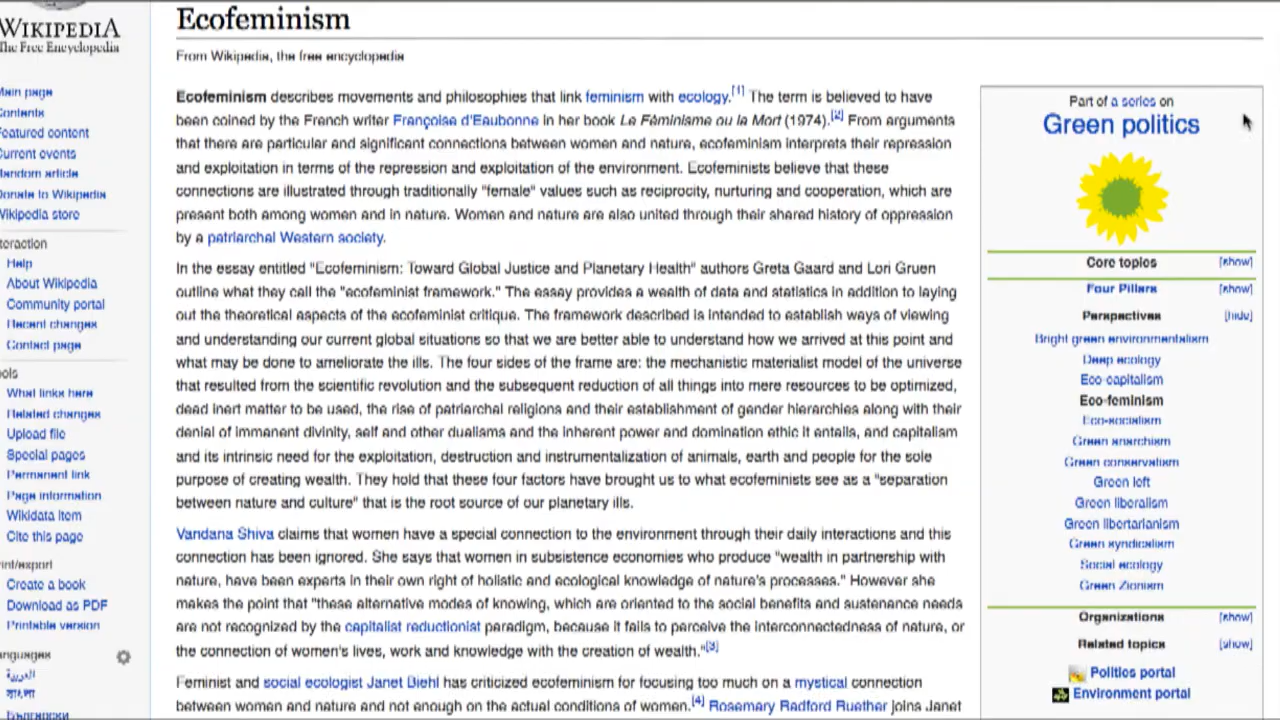 WIKIPEDIA
The Free Encyclopedia
Main page
Contents
Featured content
Current events
Random article
Donate to Wikipedia
Wikipedia store
teraction
Help
About Wikipedia
Community portal
Recent changes
Contact page
ools
What links here
Related changes
Upload file
Special pages
Permanent link
Page information
Wikidata item
Cite this page
int/export
Create a book
Download as PDF
Printable version
anguages
العربية
বাংলা
Български
Ecofeminism
From Wikipedia, the free encyclopedia
Ecofeminism describes movements and philosophies that link feminism with ecology.[1] The term is believed to have
been coined by the French writer Françoise d'Eaubonne in her book Le Féminisme ou la Mort (1974).[2] From arguments
that there are particular and significant connections between women and nature, ecofeminism interprets their repression
and exploitation in terms of the repression and exploitation of the environment. Ecofeminists believe that these
connections are illustrated through traditionally "female" values such as reciprocity, nurturing and cooperation, which are
present both among women and in nature. Women and nature are also united through their shared history of oppression
by a patriarchal Western society.
In the essay entitled "Ecofeminism: Toward Global Justice and Planetary Health" authors Greta Gaard and Lori Gruen
outline what they call the "ecofeminist framework." The essay provides a wealth of data and statistics in addition to laying
out the theoretical aspects of the ecofeminist critique. The framework described is intended to establish ways of viewing
and understanding our current global situations so that we are better able to understand how we arrived at this point and
what may be done to ameliorate the ills. The four sides of the frame are: the mechanistic materialist model of the universe
that resulted from the scientific revolution and the subsequent reduction of all things into mere resources to be optimized,
dead inert matter to be used, the rise of patriarchal religions and their establishment of gender hierarchies along with their
denial of immanent divinity, self and other dualisms and the inherent power and domination ethic it entails, and capitalism
and its intrinsic need for the exploitation, destruction and instrumentalization of animals, earth and people for the sole
purpose of creating wealth. They hold that these four factors have brought us to what ecofeminists see as a "separation
between nature and culture" that is the root source of our planetary ills.
Vandana Shiva claims that women have a special connection to the environment through their daily interactions and this
connection has been ignored. She says that women in subsistence economies who produce "wealth in partnership with
nature, have been experts in their own right of holistic and ecological knowledge of nature's processes." However she
makes the point that "these alternative modes of knowing, which are oriented to the social benefits and sustenance needs
are not recognized by the capitalist reductionist paradigm, because it fails to perceive the interconnectedness of nature, or
the connection of women's lives, work and knowledge with the creation of wealth."[3]
Feminist and social ecologist Janet Biehl has criticized ecofeminism for focusing too much on a mystical connection
between women and nature and not enough on the actual conditions of women.[4] Rosemary Radford Ruether joins Janet
Part of a series on
Green politics
Core topics [show]
Four Pillars [show]
Perspectives [hide]
Bright green environmentalism
Deep ecology
Eco-capitalism
Eco-feminism
Eco-socialism
Green anarchism
Green conservatism
Green left
Green liberalism
Green libertarianism
Green syndicalism
Social ecology
Green Zionism
Organizations [show]
Related topics [show]
Politics portal
Environment portal